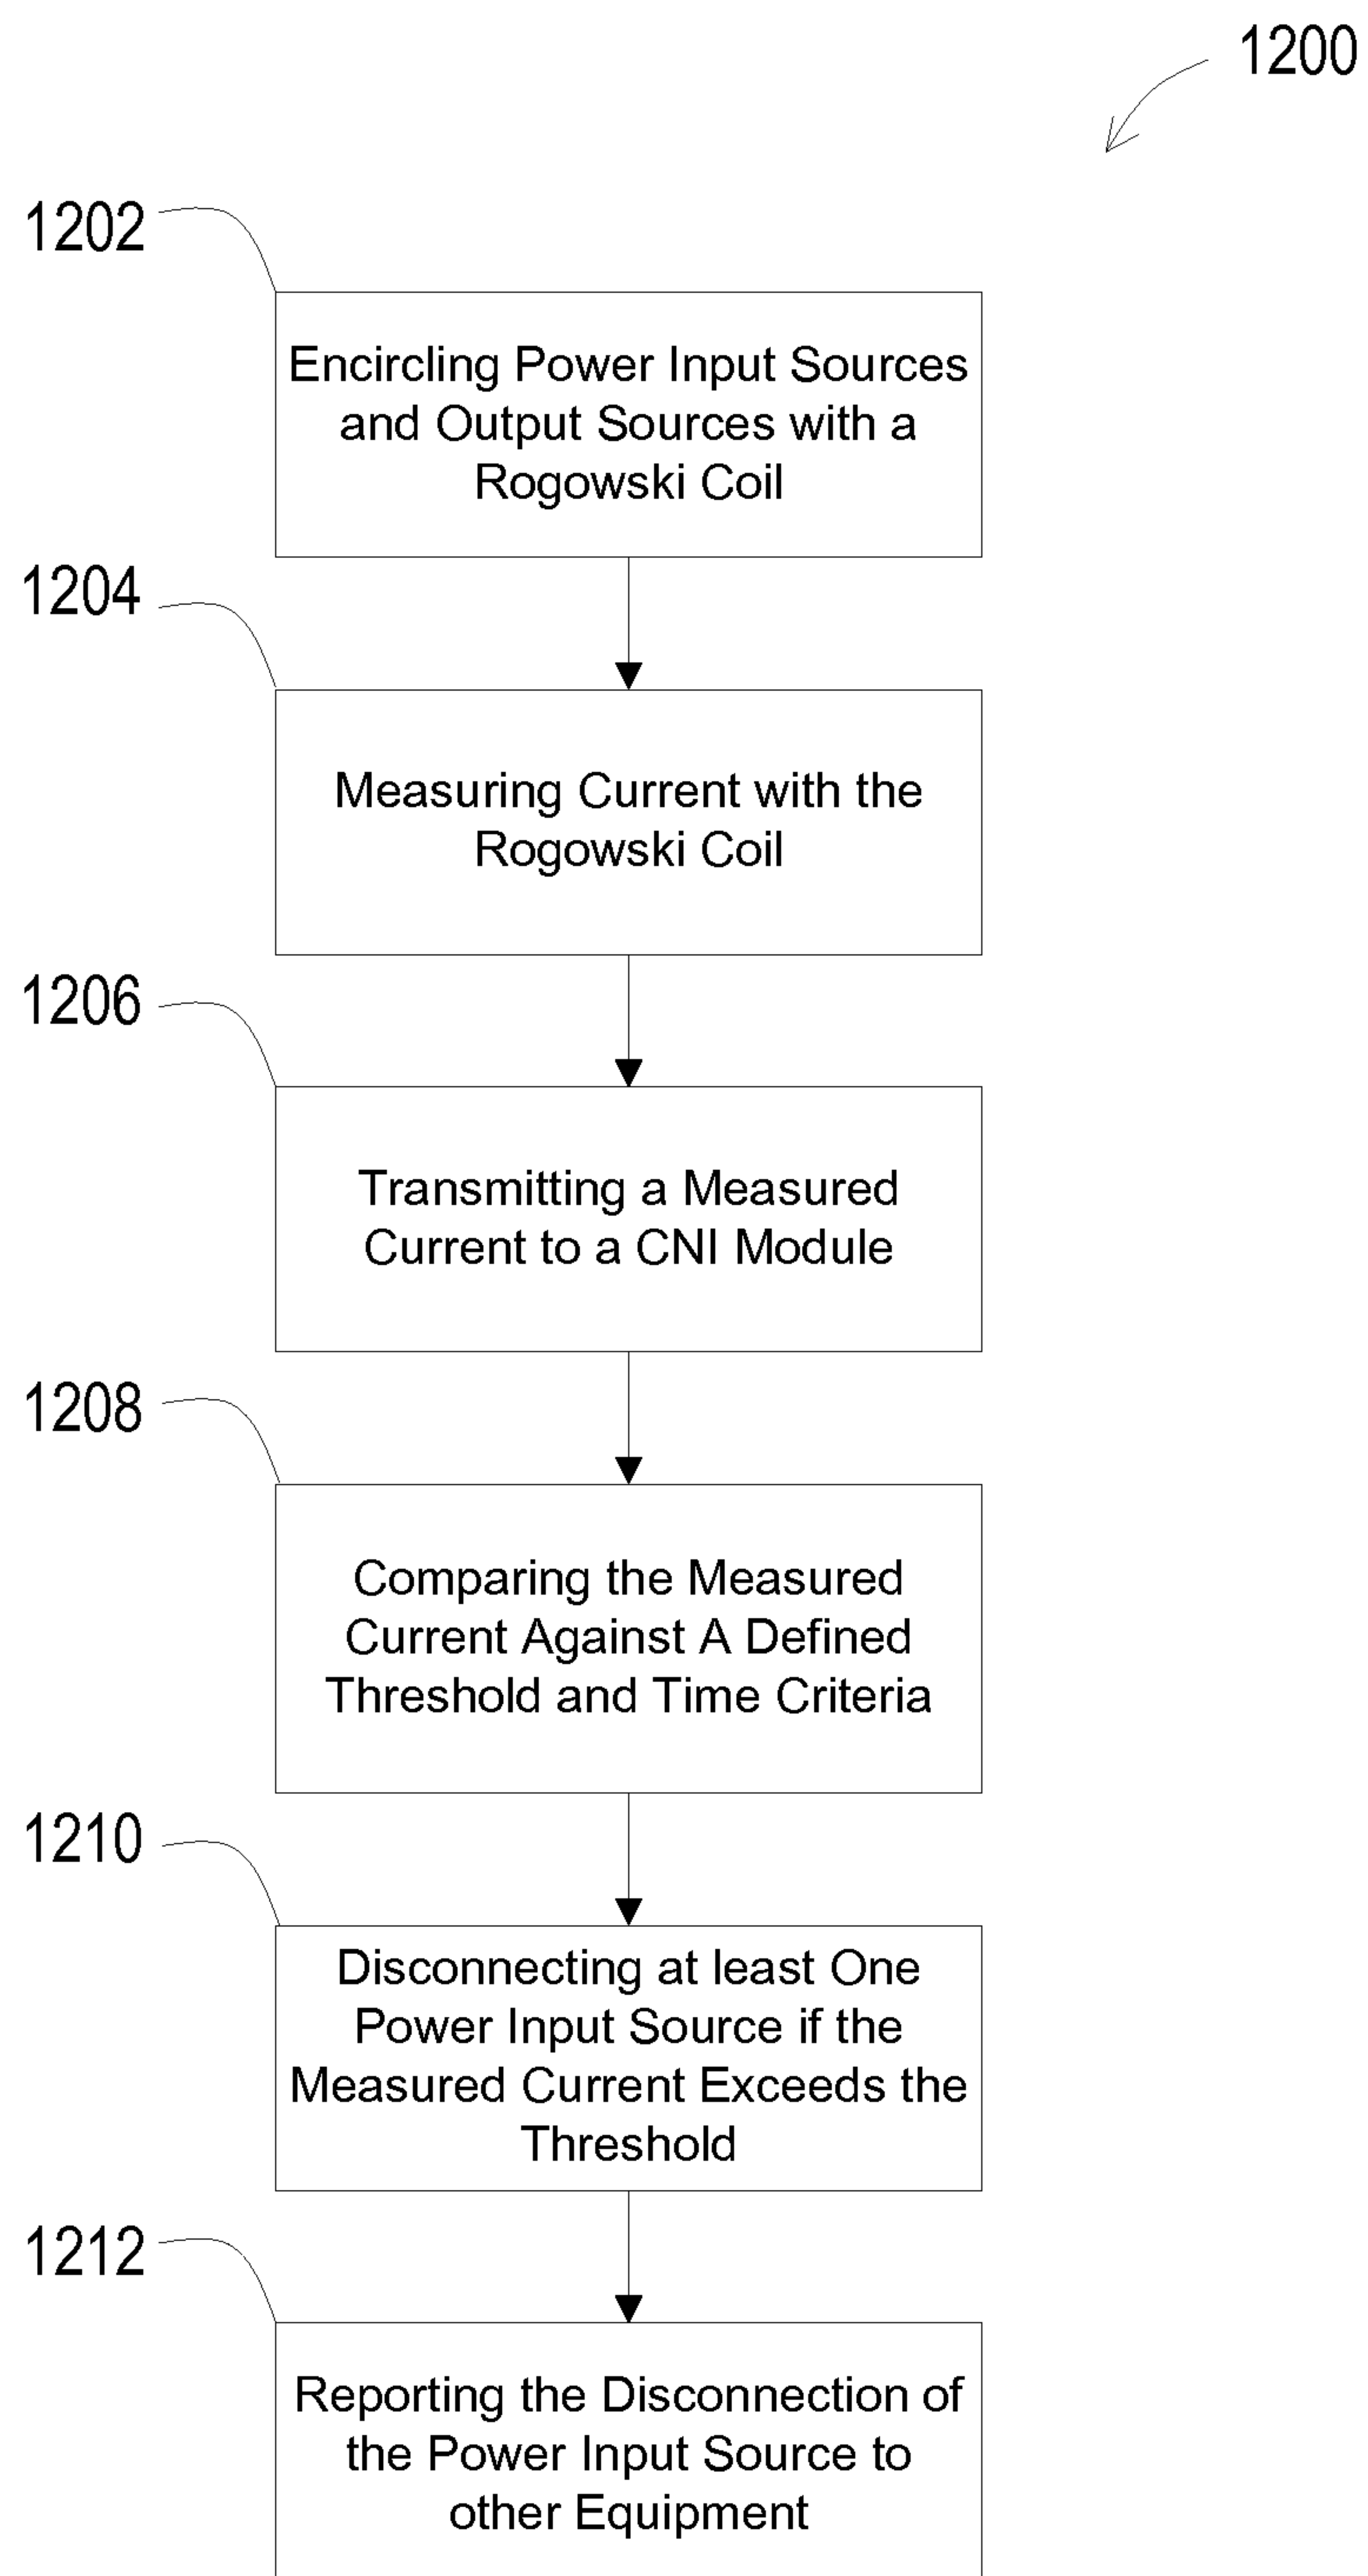 1200
1202
Encircling Power Input Sources
and Output Sources with a
Rogowski Coil
1204
Measuring Current with the
Rogowski Coil
1206
Transmitting a Measured
Current to a CNI Module
1208
Comparing the Measured
Current Against A Defined
Threshold and Time Criteria
1210
Disconnecting at least One
Power Input Source if the
Measured Current Exceeds the
Threshold
1212
Reporting the Disconnection of
the Power Input Source to
other Equipment